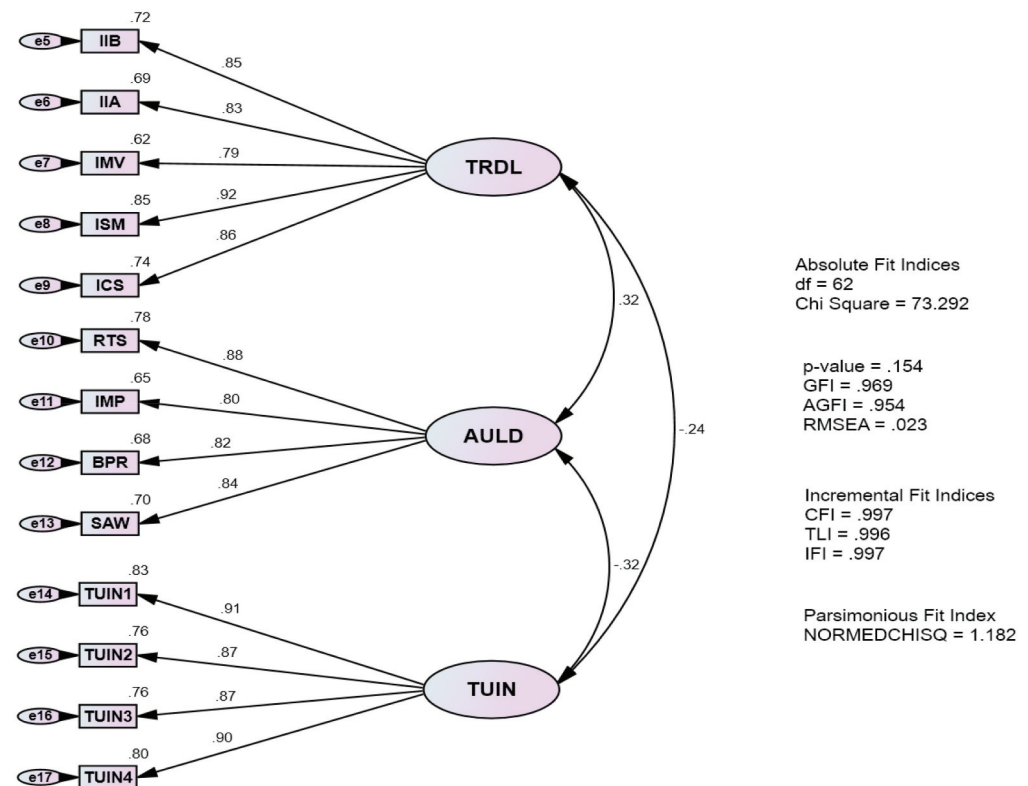 .72
e5 IIB
.85
.69
e6 IIA
.83
.62
e7 IMV
.79
TRDL
.85
e8 ISM
.92
.74
e9 ICS
.86
.78
e10 RTS
.88
.32
.65
e11 IMP
.80
.68
e12 BPR
.82
AULD
-.24
.70
e13 SAW
.84
.83
e14 TUIN1
.91
-.32
.76
e15 TUIN2
.87
.76
e16 TUIN3
.87
TUIN
.80
e17 TUIN4
.90
Absolute Fit Indices
df = 62
Chi Square = 73.292
p-value = .154
GFI = .969
AGFI = .954
RMSEA = .023
Incremental Fit Indices
CFI = .997
TLI = .996
IFI = .997
Parsimonious Fit Index
NORMEDCHISQ = 1.182